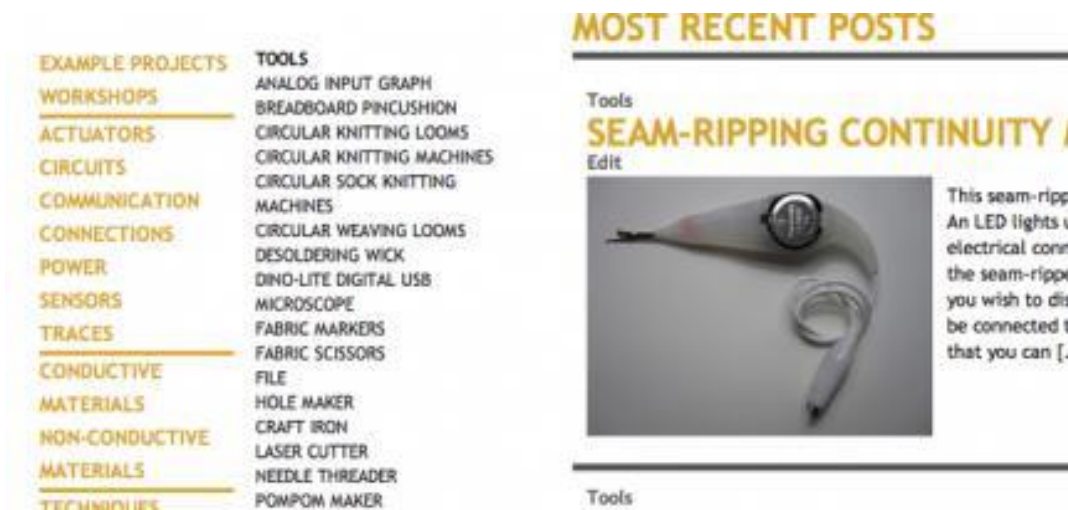 EXAMPLE PROJECTS
WORKSHOPS
ACTUATORS
CIRCUITS
COMMUNICATION
CONNECTIONS
POWER
SENSORS
TRACES
CONDUCTIVE
MATERIALS
NON-CONDUCTIVE
MATERIALS
TECHNIQUES
TOOLS
ANALOG INPUT GRAPH
BREADBOARD PINCUSHION
CIRCULAR KNITTING LOOMS
CIRCULAR KNITTING MACHINES
CIRCULAR SOCK KNITTING
MACHINES
CIRCULAR WEAVING LOOMS
DESOLDERING WICK
DINO-LITE DIGITAL USB
MICROSCOPE
FABRIC MARKERS
FABRIC SCISSORS
FILE
HOLE MAKER
CRAFT IRON
LASER CUTTER
NEEDLE THREADER
POMPOM MAKER
MOST RECENT POSTS
Tools
SEAM-RIPPING CONTINUITY
Edit
This seam-ripp
An LED lights u
electrical conn
the seam-rippe
you wish to dis
be connected t
that you can [.
Tools